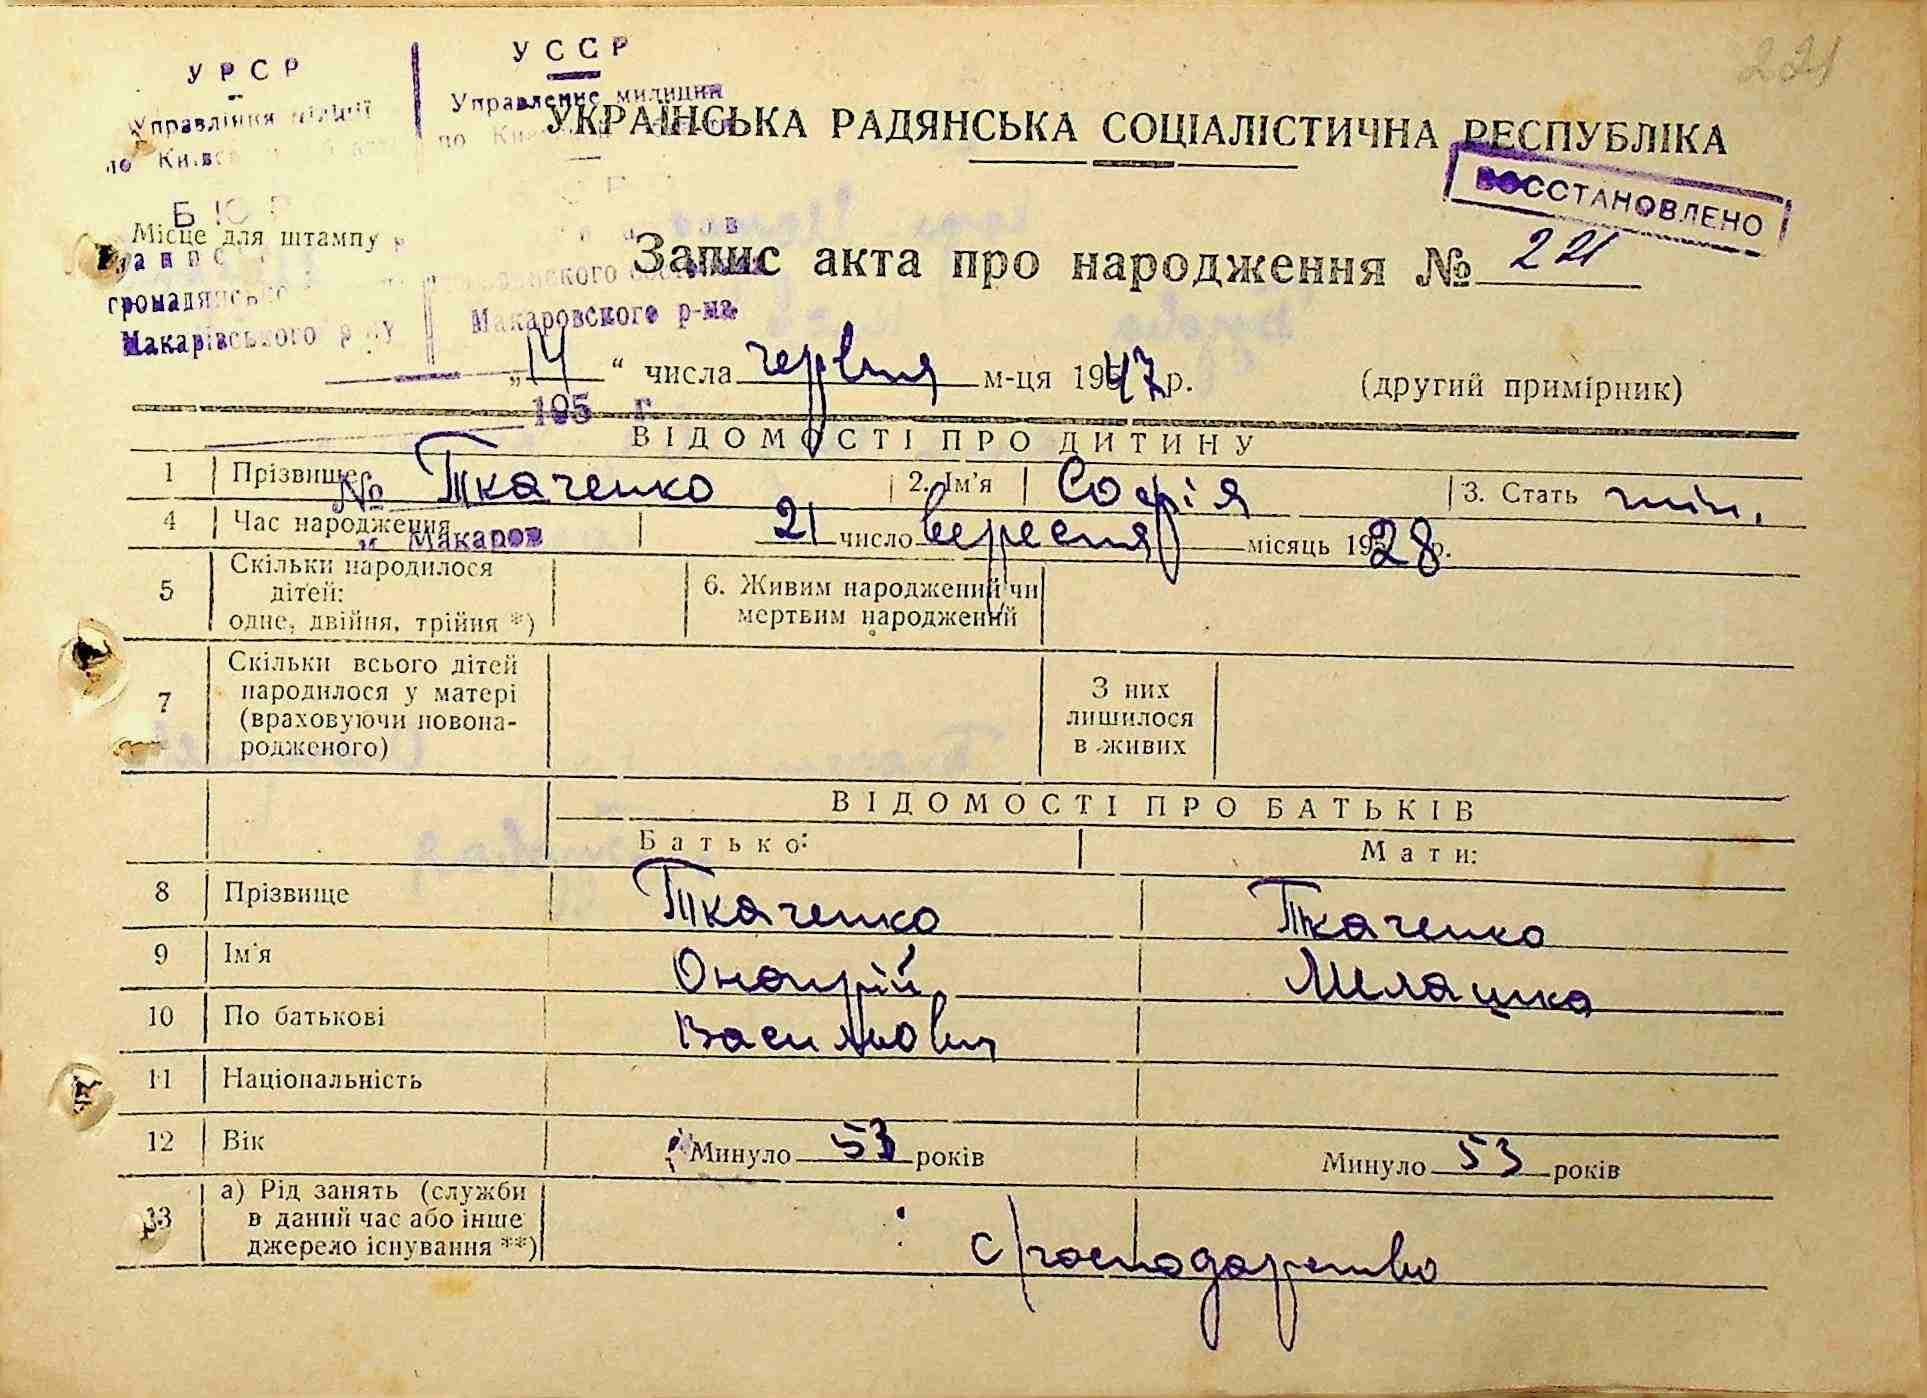 221
УРСР
УССР
Управління міліції
Управление милиции
по Києвс
УКРАЇНСЬКА РАДЯНСЬКА СОЦІАЛІСТИЧНА РЕСПУБЛІКА
ВОССТАНОВЛЕНО
Місце для штампу
Запис акта про народження № 221
Макарівського р-ну
Макаровского р-на
„14“ числа червня м-ця 1947 р. (другий примірник)
195 г.
ВІДОМОСТІ ПРО ДИТИНУ
1 Прізвище Ткаченко 2. Ім'я Софія 3. Стать жін.
№
4 Час народження 21 число вересня місяць 1928 р.
м. Макаров
5 Скільки народилося дітей: одне, двійня, трійня *) 6. Живим народжений чи мертвим народжений
7 Скільки всього дітей народилося у матері (враховуючи новонародженого) З них лишилося в живих
ВІДОМОСТІ ПРО БАТЬКІВ
Батько: Мати:
8 Прізвище Ткаченко Ткаченко
9 Ім'я Онопрій Мелашка
10 По батькові Васильович
11 Національність
12 Вік Минуло 53 років Минуло 53 років
13 а) Рід занять (служби в даний час або інше джерело існування **) с/господарство